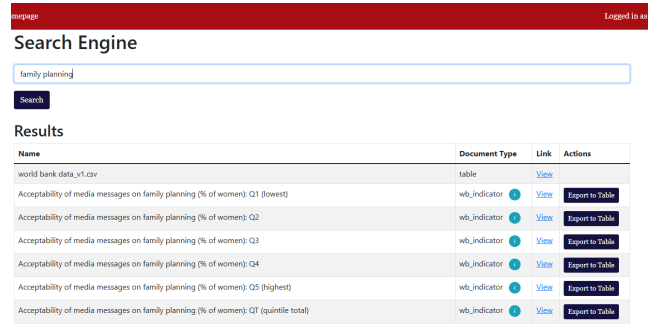 mepage Logged in as
Search Engine
family planning
Search
Results
Name Document Type Link Actions
world bank data_v1.csv table View
Acceptability of media messages on family planning (% of women): Q1 (lowest) wb_indicator i View Export to Table
Acceptability of media messages on family planning (% of women): Q2 wb_indicator i View Export to Table
Acceptability of media messages on family planning (% of women): Q3 wb_indicator i View Export to Table
Acceptability of media messages on family planning (% of women): Q4 wb_indicator i View Export to Table
Acceptability of media messages on family planning (% of women): Q5 (highest) wb_indicator i View Export to Table
Acceptability of media messages on family planning (% of women): QT (quintile total) wb_indicator i View Export to Table